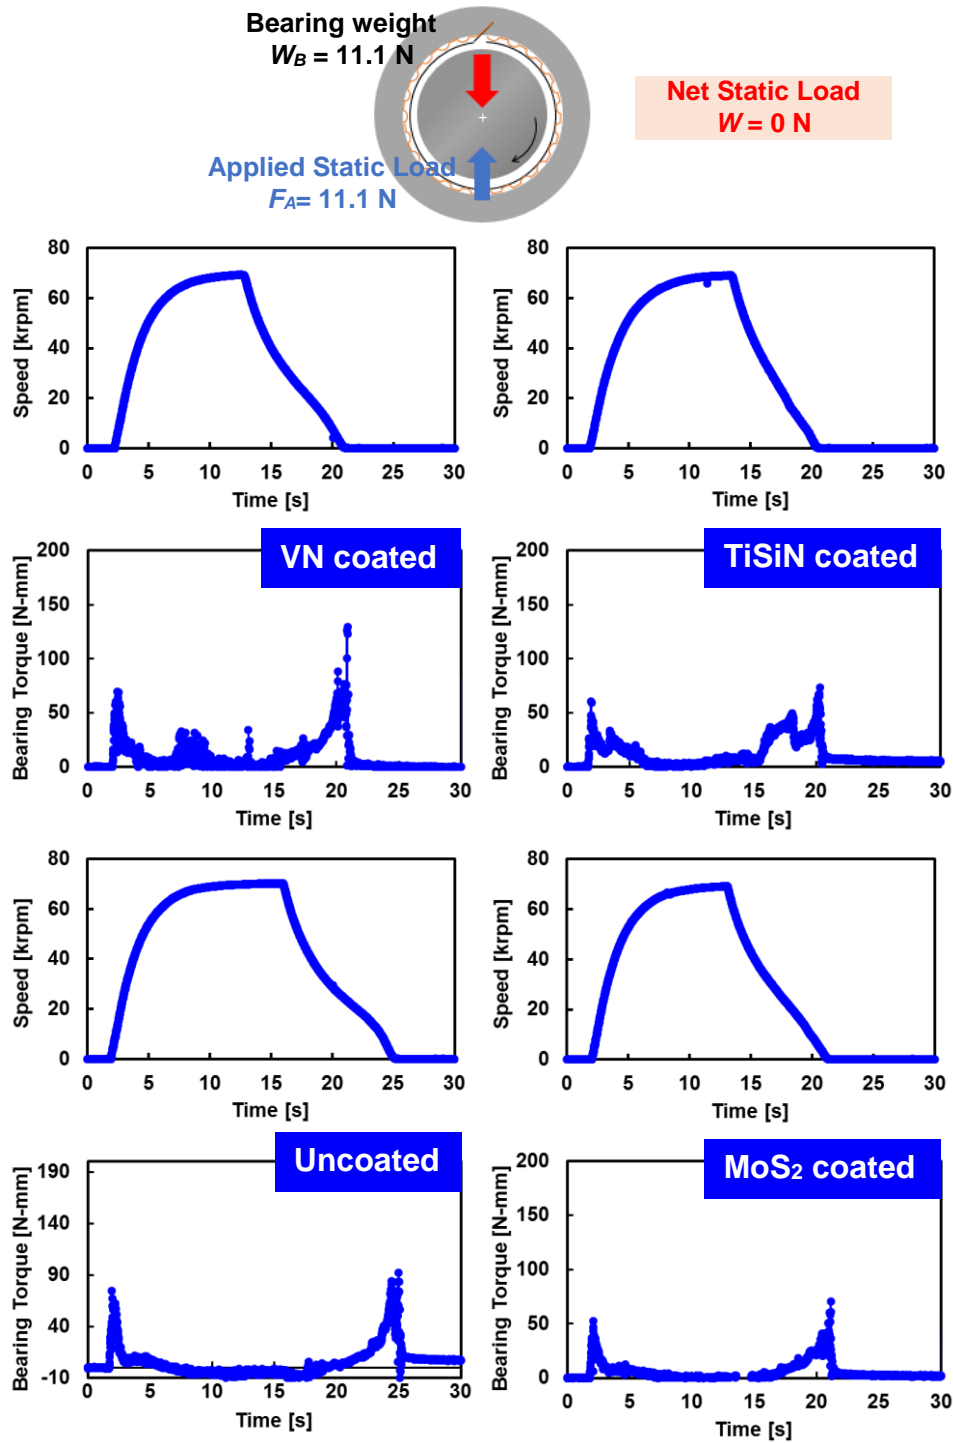 Bearing weight
WB = 11.1 N
Net Static Load
W = 0 N
Applied Static Load
FA= 11.1 N
80
60
40
20
0
Speed [krpm]
0 5 10 15 20 25 30
Time [s]
80
60
40
20
0
Speed [krpm]
0 5 10 15 20 25 30
Time [s]
VN coated
200
150
100
50
0
Bearing Torque [N-mm]
0 5 10 15 20 25 30
Time [s]
TiSiN coated
200
150
100
50
0
Bearing Torque [N-mm]
0 5 10 15 20 25 30
Time [s]
80
60
40
20
0
Speed [krpm]
0 5 10 15 20 25 30
Time [s]
80
60
40
20
0
Speed [krpm]
0 5 10 15 20 25 30
Time [s]
Uncoated
190
140
90
40
-10
Bearing Torque [N-mm]
0 5 10 15 20 25 30
Time [s]
MoS₂ coated
200
150
100
50
0
Bearing Torque [N-mm]
0 5 10 15 20 25 30
Time [s]